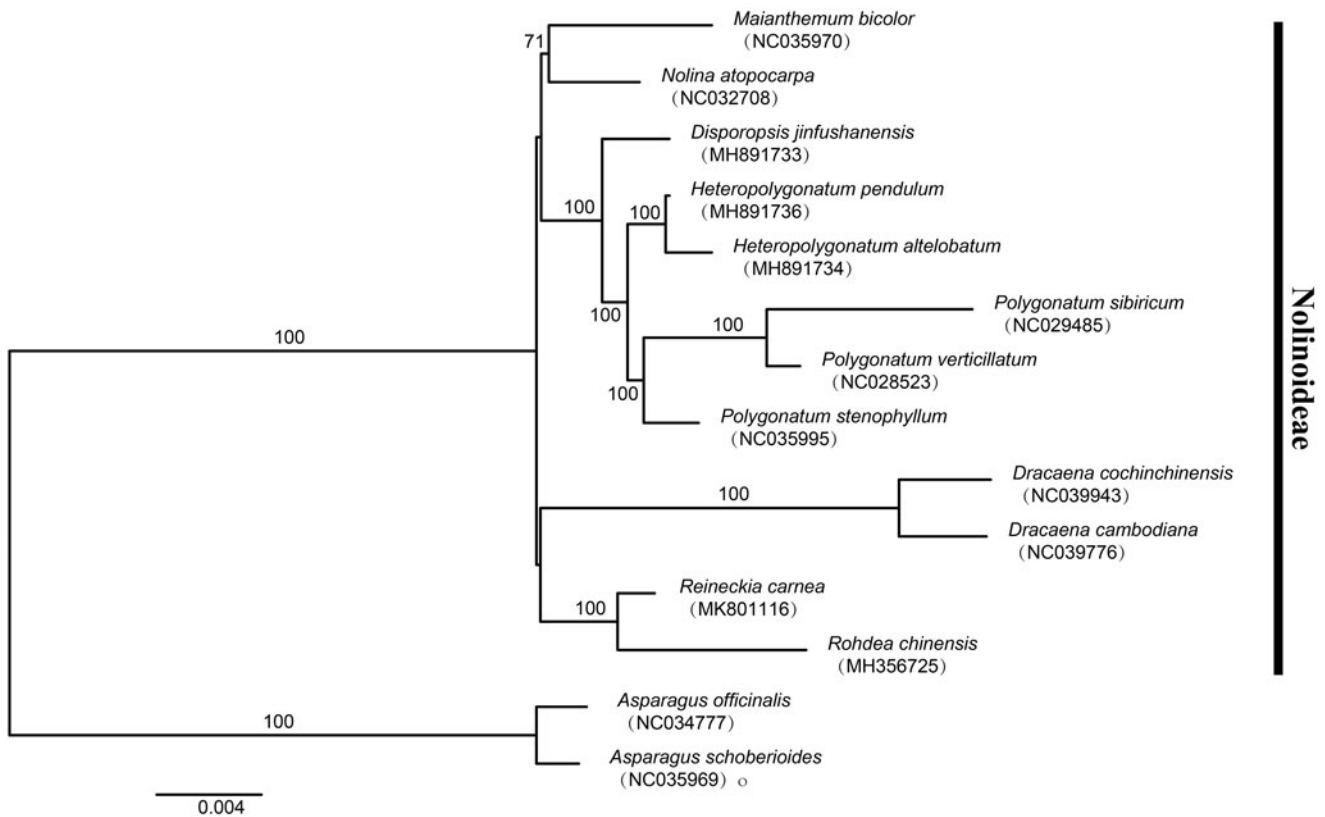 Maianthemum bicolor
(NC035970)
71
Nolina atopocarpa
(NC032708)
Disporopsis jinfushanensis
(MH891733)
100
Heteropolygonatum pendulum
(MH891736)
100
Heteropolygonatum altelobatum
(MH891734)
100
Polygonatum sibiricum
(NC029485)
100
Polygonatum verticillatum
(NC028523)
100
Polygonatum stenophyllum
(NC035995)
100
Dracaena cochinchinensis
(NC039943)
100
Dracaena cambodiana
(NC039776)
Reineckia carnea
(MK801116)
100
Rohdea chinensis
(MH356725)
Nolinoideae
Asparagus officinalis
(NC034777)
100
Asparagus schoberioides
(NC035969) o
0.004